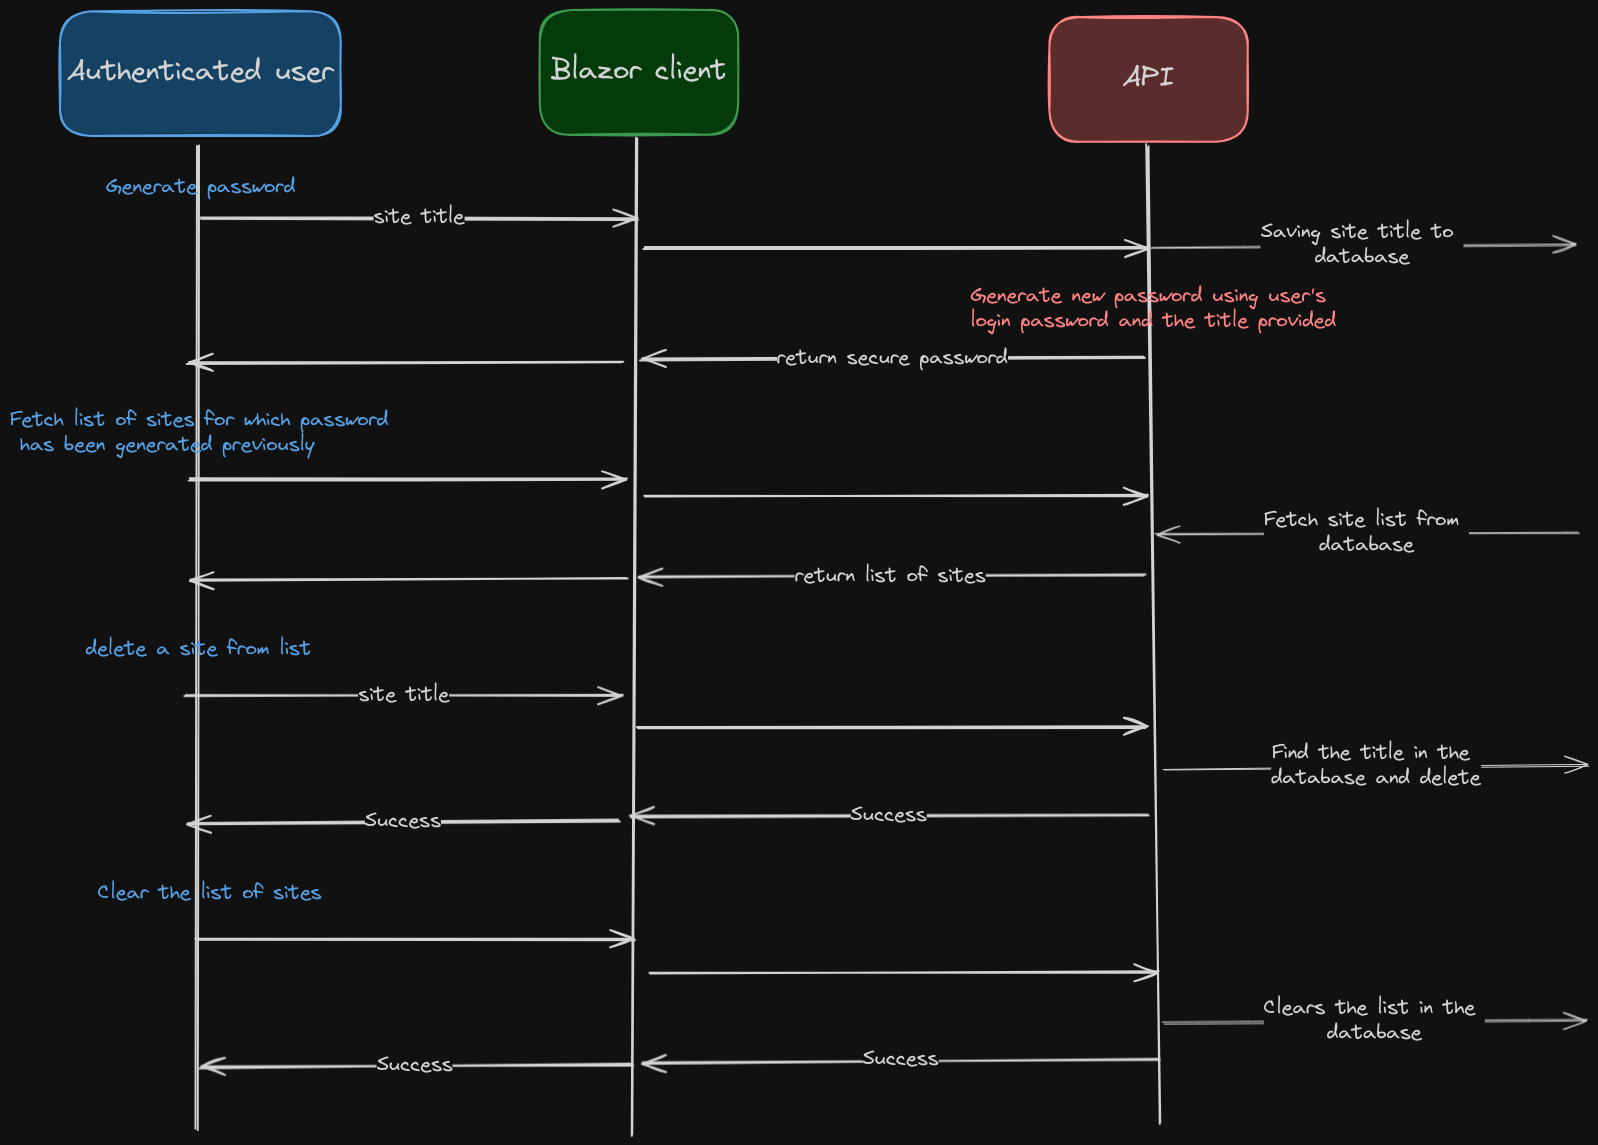 Authenticated user
Blazor client
API
Generate password
site title
Saving site title to
database
Generate new password using user's
login password and the title provided
return secure password
Fetch list of sites for which password
has been generated previously
Fetch site list from
database
return list of sites
delete a site from list
site title
Find the title in the
database and delete
Success
Success
Clear the list of sites
Clears the list in the
database
Success
Success